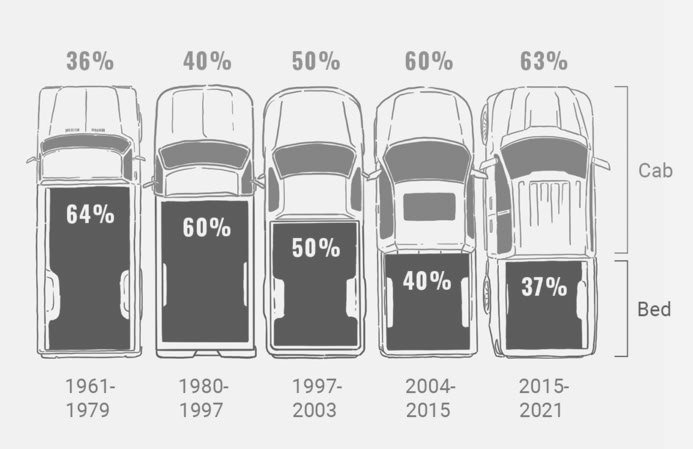 36% 40% 50% 60% 63%
Cab
64% 60% 50% 40% 37%
Bed
1961- 1980- 1997- 2004- 2015-
1979 1997 2003 2015 2021